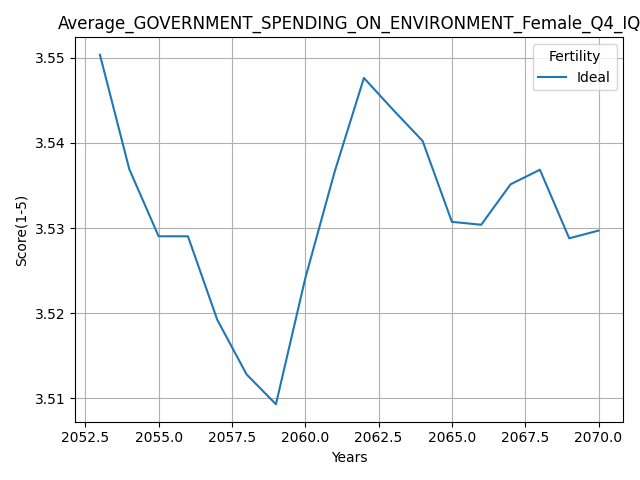 Average_GOVERNMENT_SPENDING_ON_ENVIRONMENT_Female_Q4_IQ
Fertility
Ideal
3.55
3.54
3.53
3.52
3.51
Score(1-5)
2052.5 2055.0 2057.5 2060.0 2062.5 2065.0 2067.5 2070.0
Years